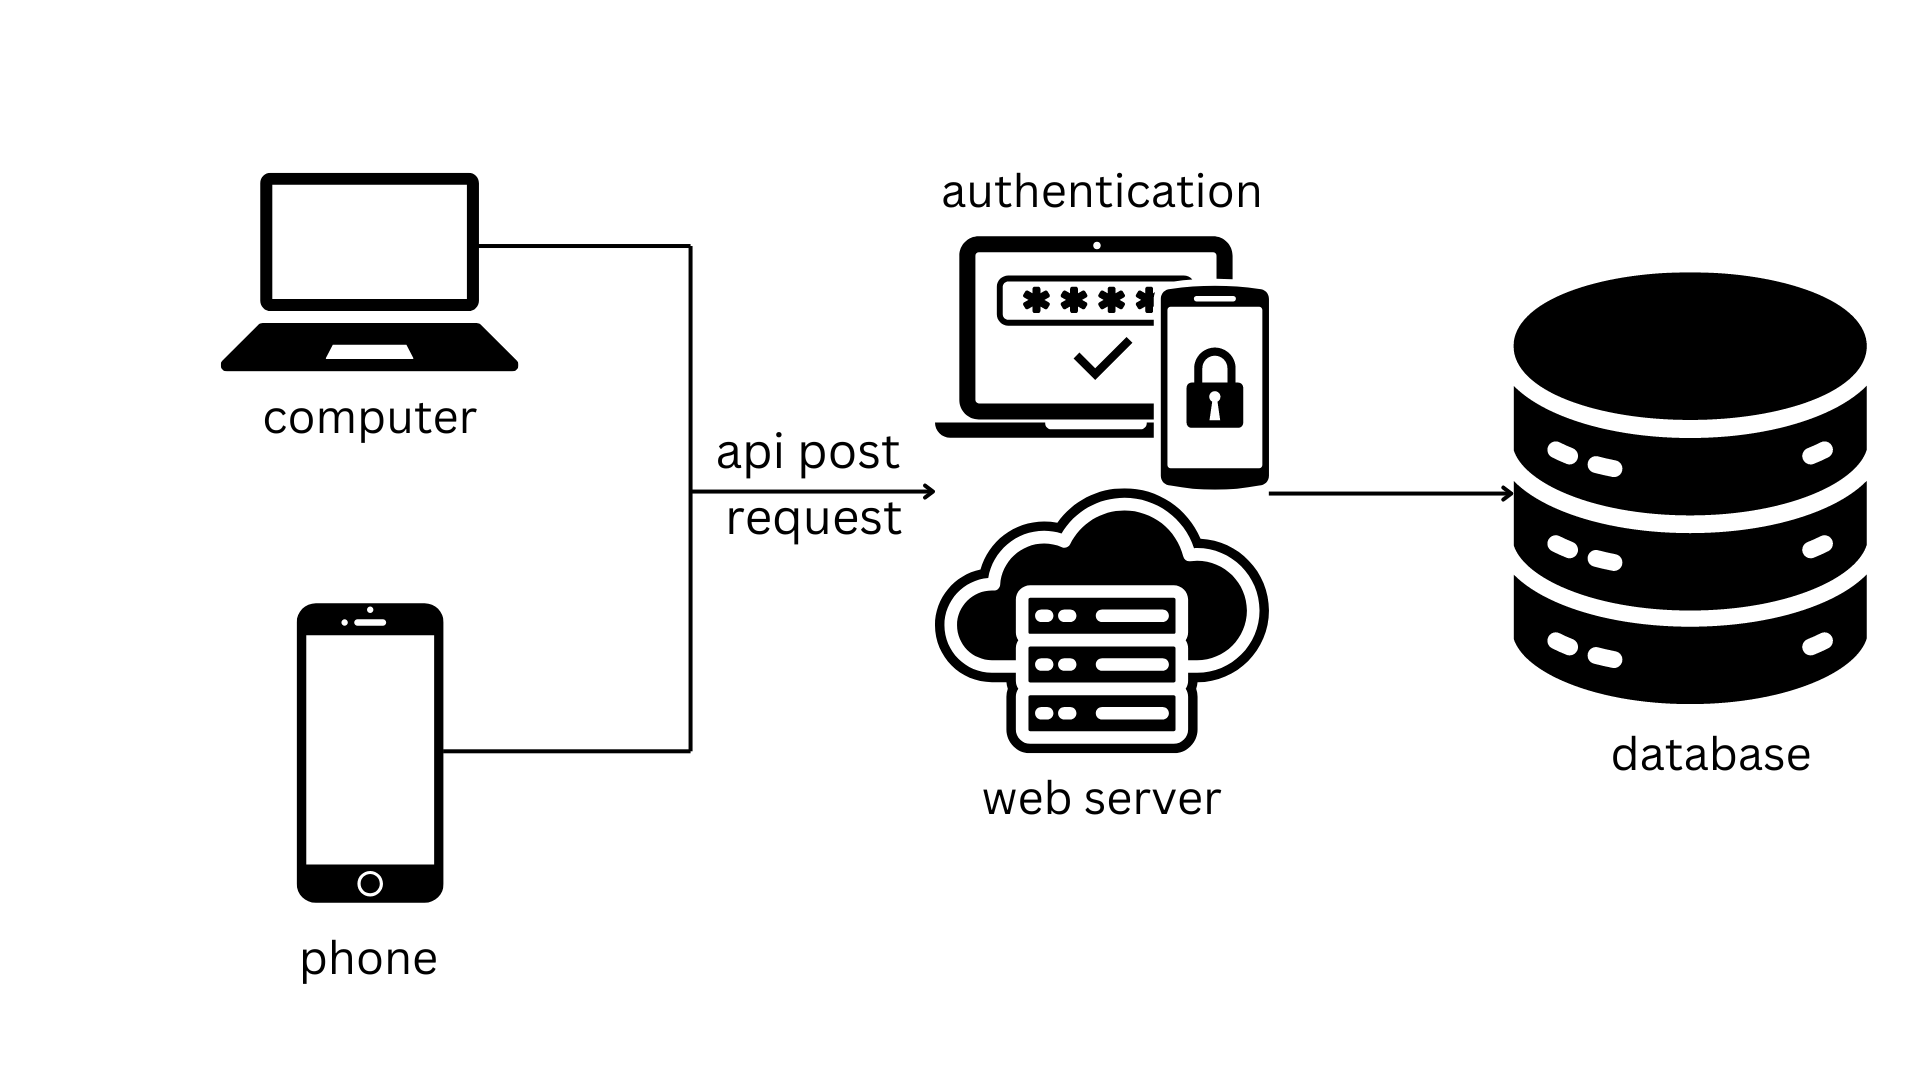 authentication
computer
api post
request
database
web server
phone